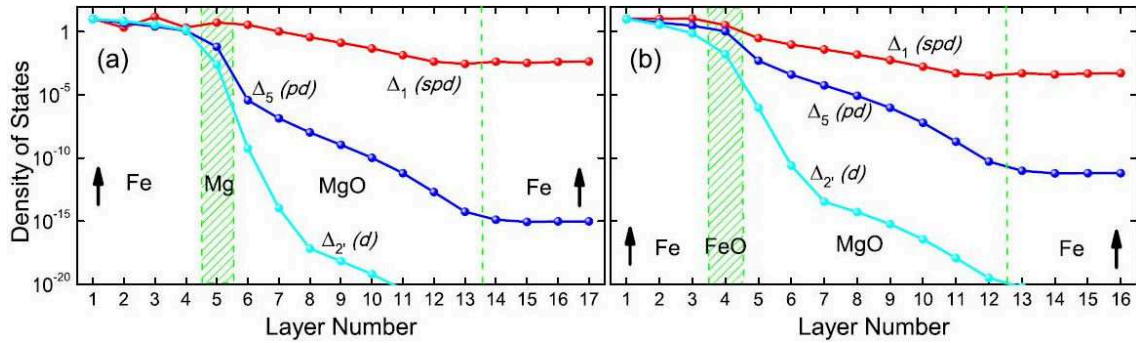 Density of States
1
10⁻⁵
10⁻¹⁰
10⁻¹⁵
10⁻²⁰
(a)
Δ₅ (pd)
Δ₁ (spd)
Fe
Mg
MgO
Fe
Δ₂' (d)
1 2 3 4 5 6 7 8 9 10 11 12 13 14 15 16 17
Layer Number
(b)
Δ₁ (spd)
Δ₅ (pd)
Δ₂' (d)
Fe
FeO
MgO
Fe
1 2 3 4 5 6 7 8 9 10 11 12 13 14 15 16
Layer Number